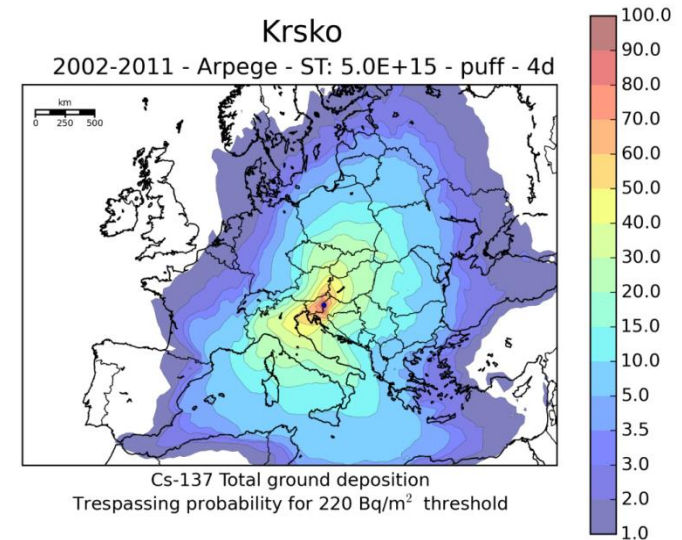 Krsko
2002-2011 - Arpege - ST: 5.0E+15 - puff - 4d
km
0 250 500
100.0
90.0
80.0
70.0
60.0
50.0
40.0
30.0
20.0
15.0
10.0
5.0
3.5
3.0
2.0
1.0
Cs-137 Total ground deposition
Trespassing probability for 220 Bq/m² threshold